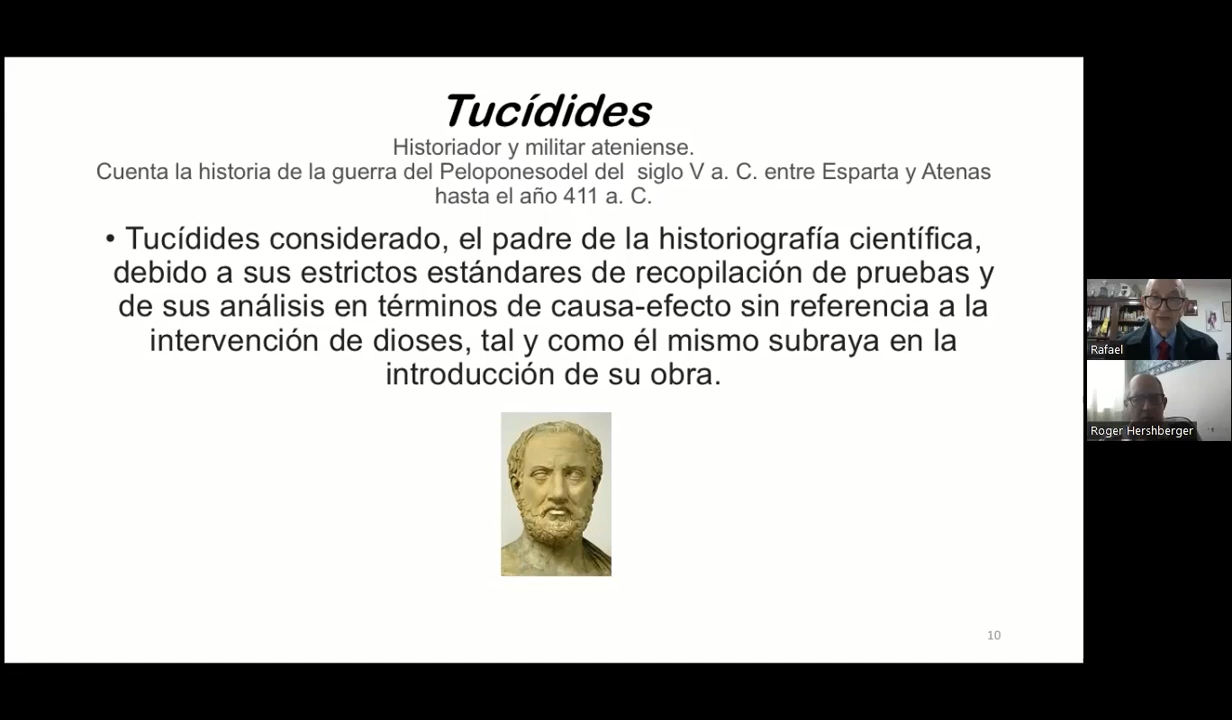 Tucídides
Historiador y militar ateniense.
Cuenta la historia de la guerra del Peloponesodel del siglo V a. C. entre Esparta y Atenas
hasta el año 411 a. C.
• Tucídides considerado, el padre de la historiografía científica,
debido a sus estrictos estándares de recopilación de pruebas y
de sus análisis en términos de causa-efecto sin referencia a la
intervención de dioses, tal y como él mismo subraya en la
introducción de su obra.
10
Rafael
Roger Hershberger